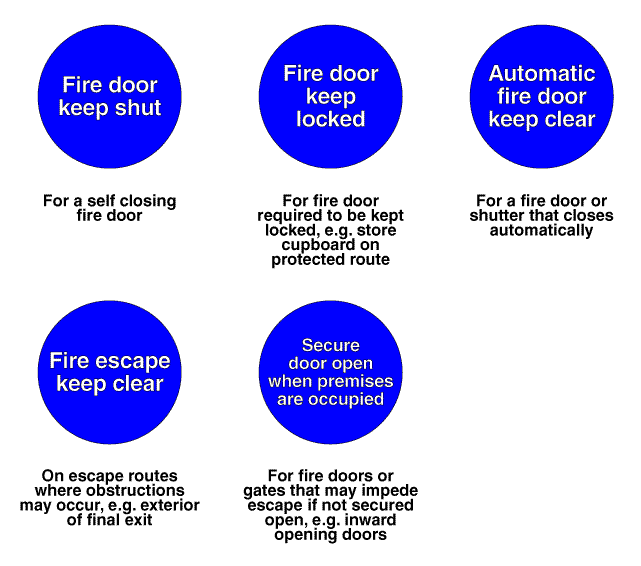 Fire door
keep shut
For a self closing
fire door
Fire door
keep
locked
For fire door
required to be kept
locked, e.g. store
cupboard on
protected route
Automatic
fire door
keep clear
For a fire door or
shutter that closes
automatically
Fire escape
keep clear
On escape routes
where obstructions
may occur, e.g. exterior
of final exit
Secure
door open
when premises
are occupied
For fire doors or
gates that may impede
escape if not secured
open, e.g. inward
opening doors